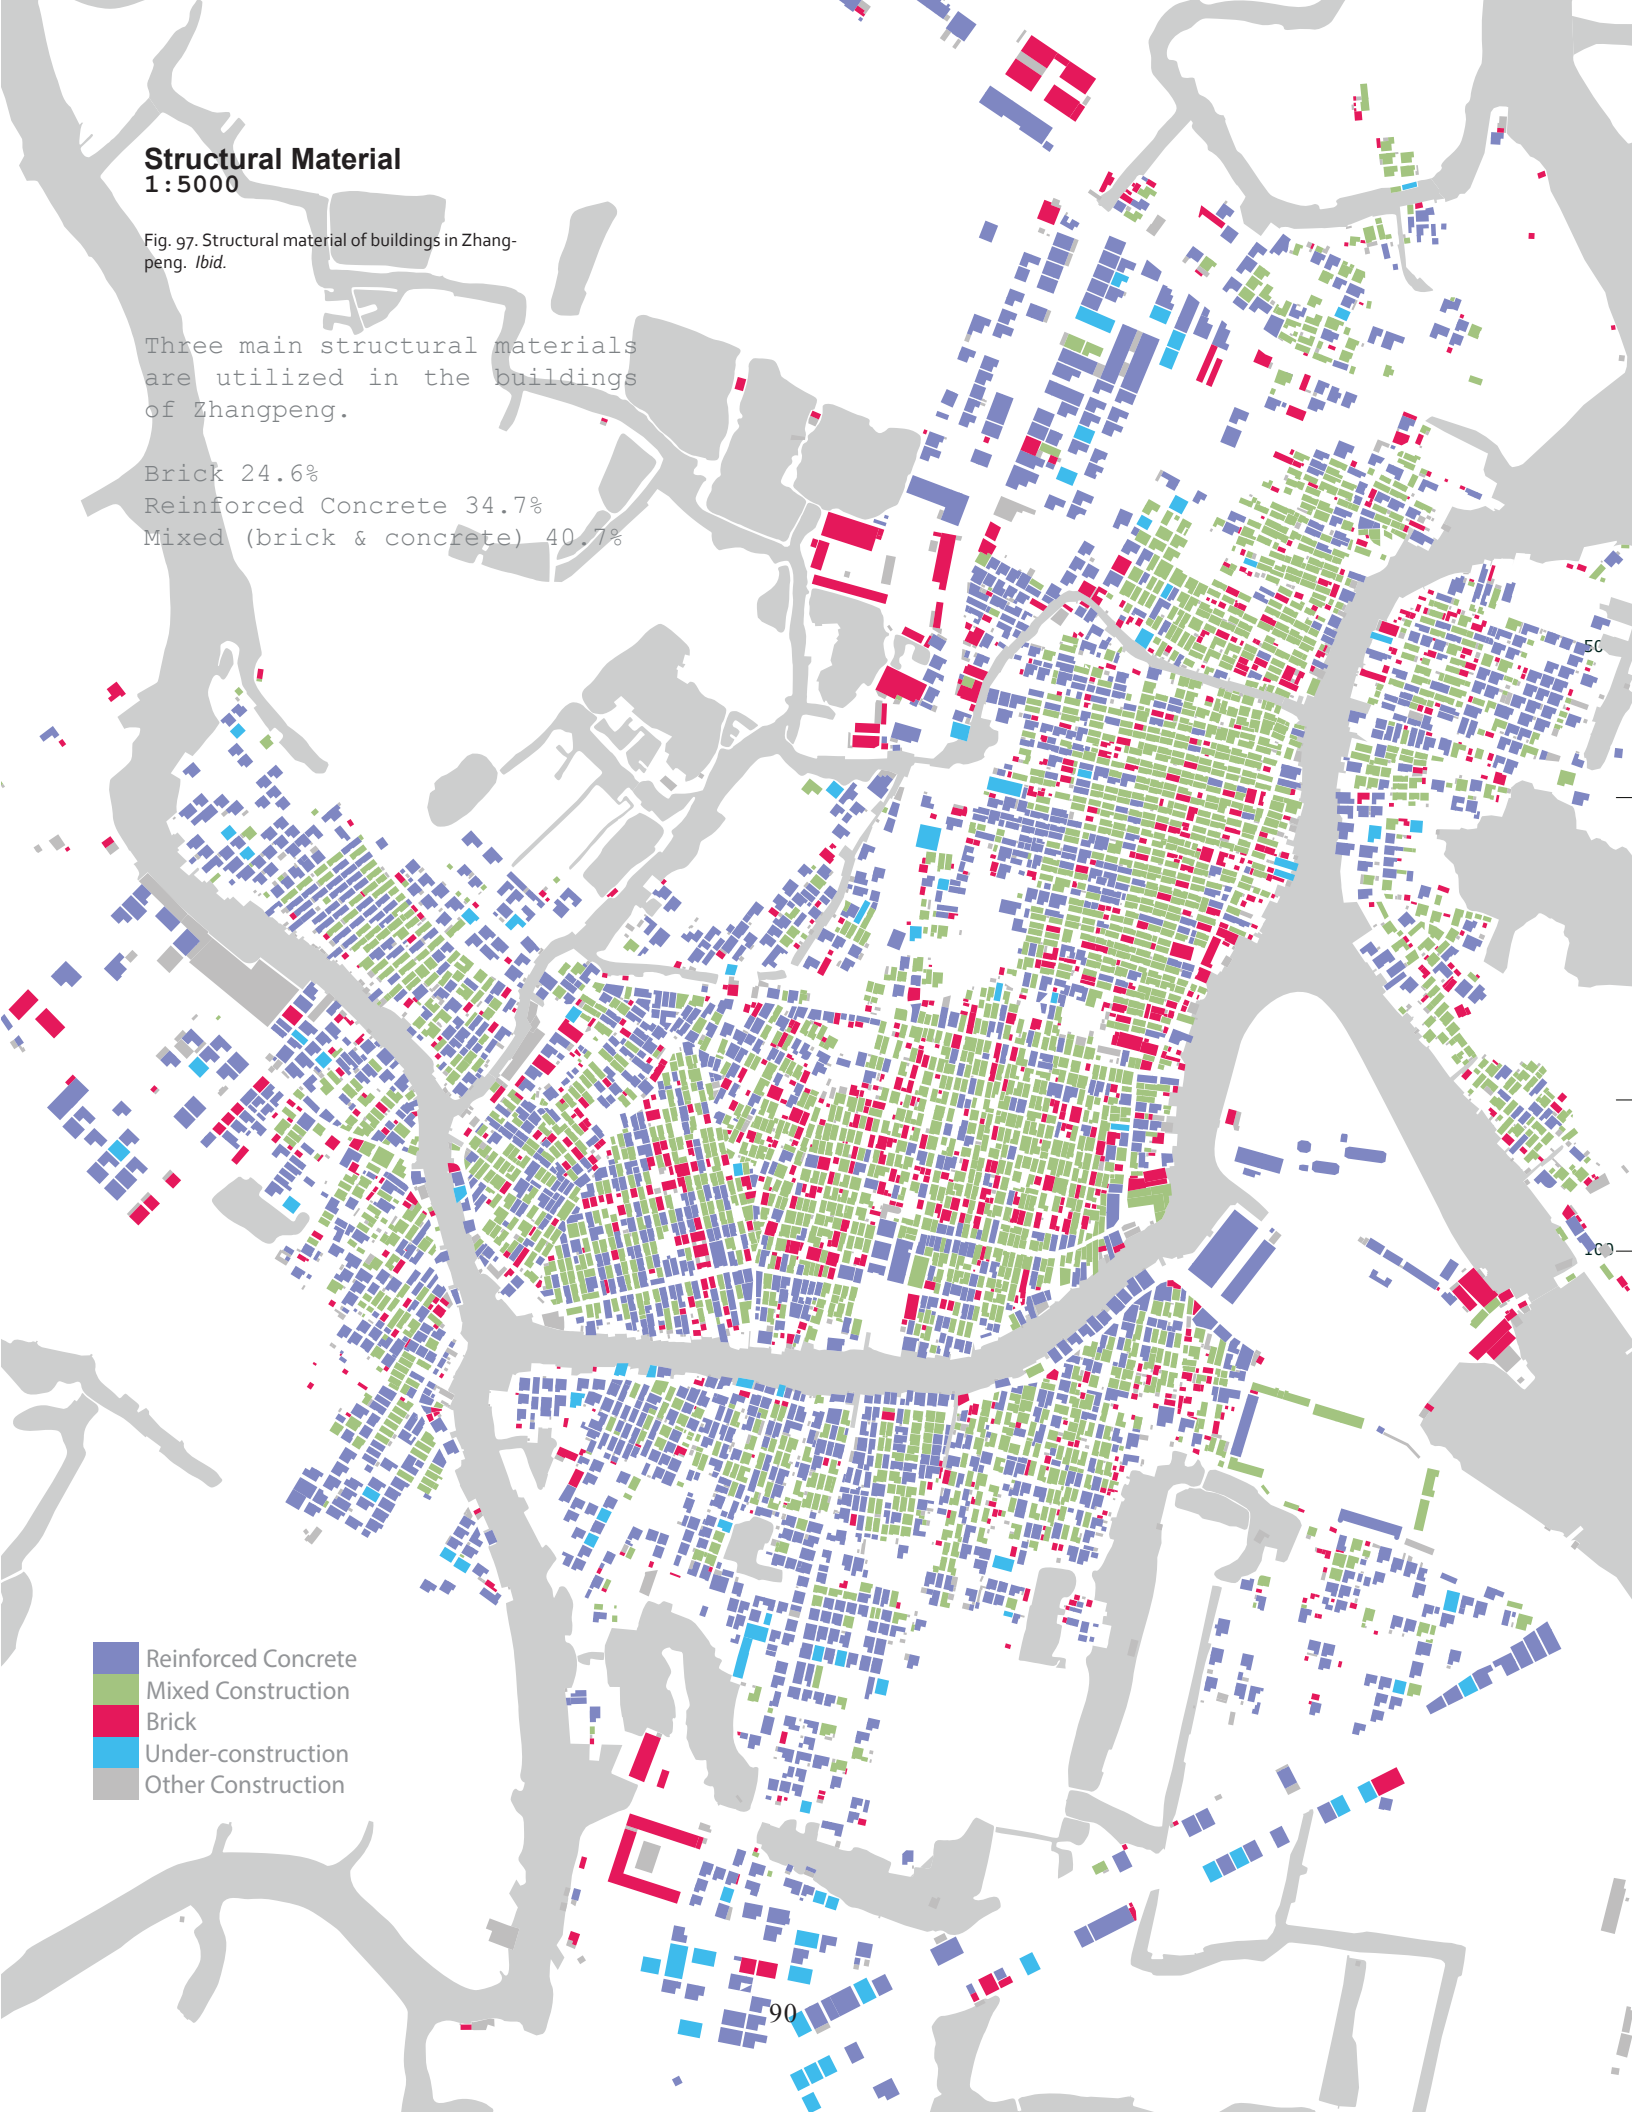 Structural Material
1:5000
Fig. 97. Structural material of buildings in Zhang-
peng. Ibid.
Three main structural materials
are utilized in the buildings
of Zhangpeng.
Brick 24.6%
Reinforced Concrete 34.7%
Mixed (brick & concrete) 40.7%
50
100
Reinforced Concrete
Mixed Construction
Brick
Under-construction
Other Construction
90